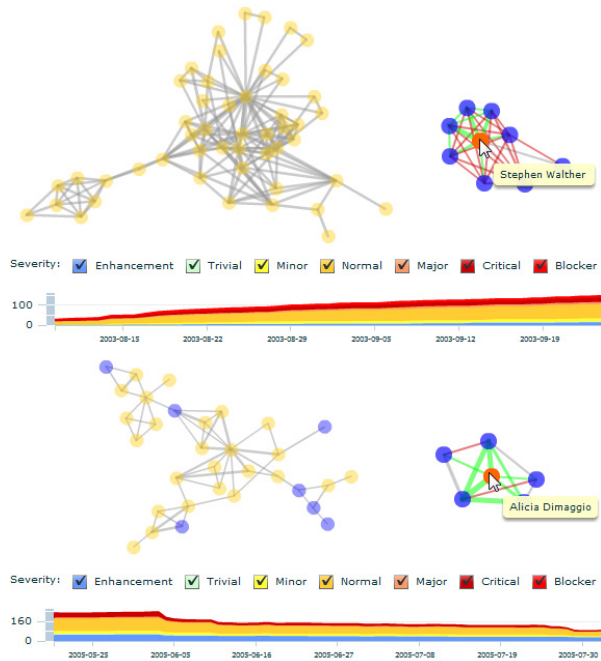 Stephen Walther
Severity: Enhancement Trivial Minor Normal Major Critical Blocker
100
0
2003-08-15 2003-08-22 2003-08-29 2003-09-05 2003-09-12 2003-09-19
Alicia Dimaggio
Severity: Enhancement Trivial Minor Normal Major Critical Blocker
160
0
2005-05-25 2005-06-05 2005-06-16 2005-06-27 2005-07-08 2005-07-19 2005-07-30